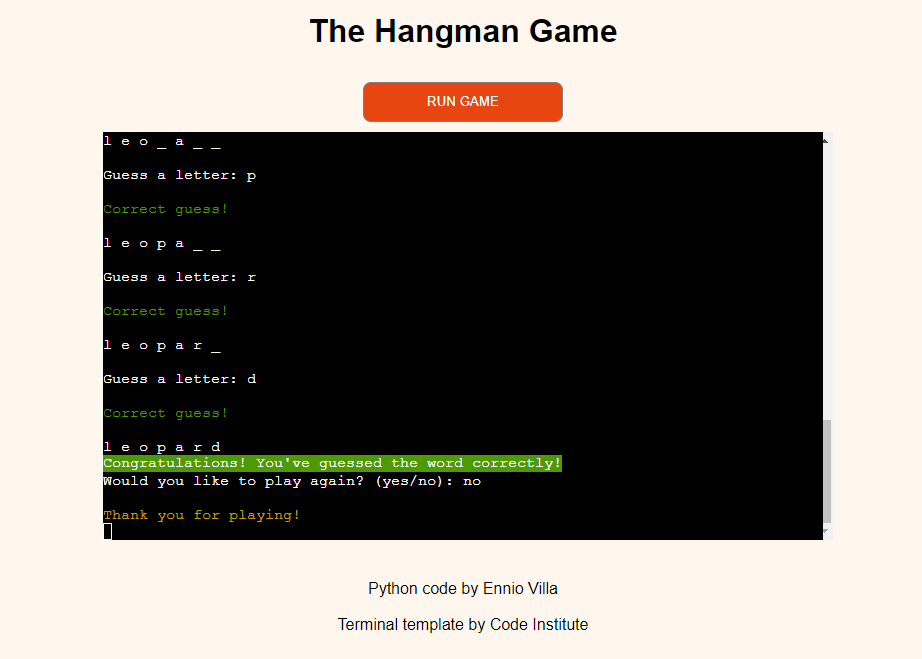 The Hangman Game
RUN GAME
l e o _ a _ _
Guess a letter: p
Correct guess!
l e o p a _ _
Guess a letter: r
Correct guess!
l e o p a r _
Guess a letter: d
Correct guess!
l e o p a r d
Congratulations! You've guessed the word correctly!
Would you like to play again? (yes/no): no
Thank you for playing!
Python code by Ennio Villa
Terminal template by Code Institute